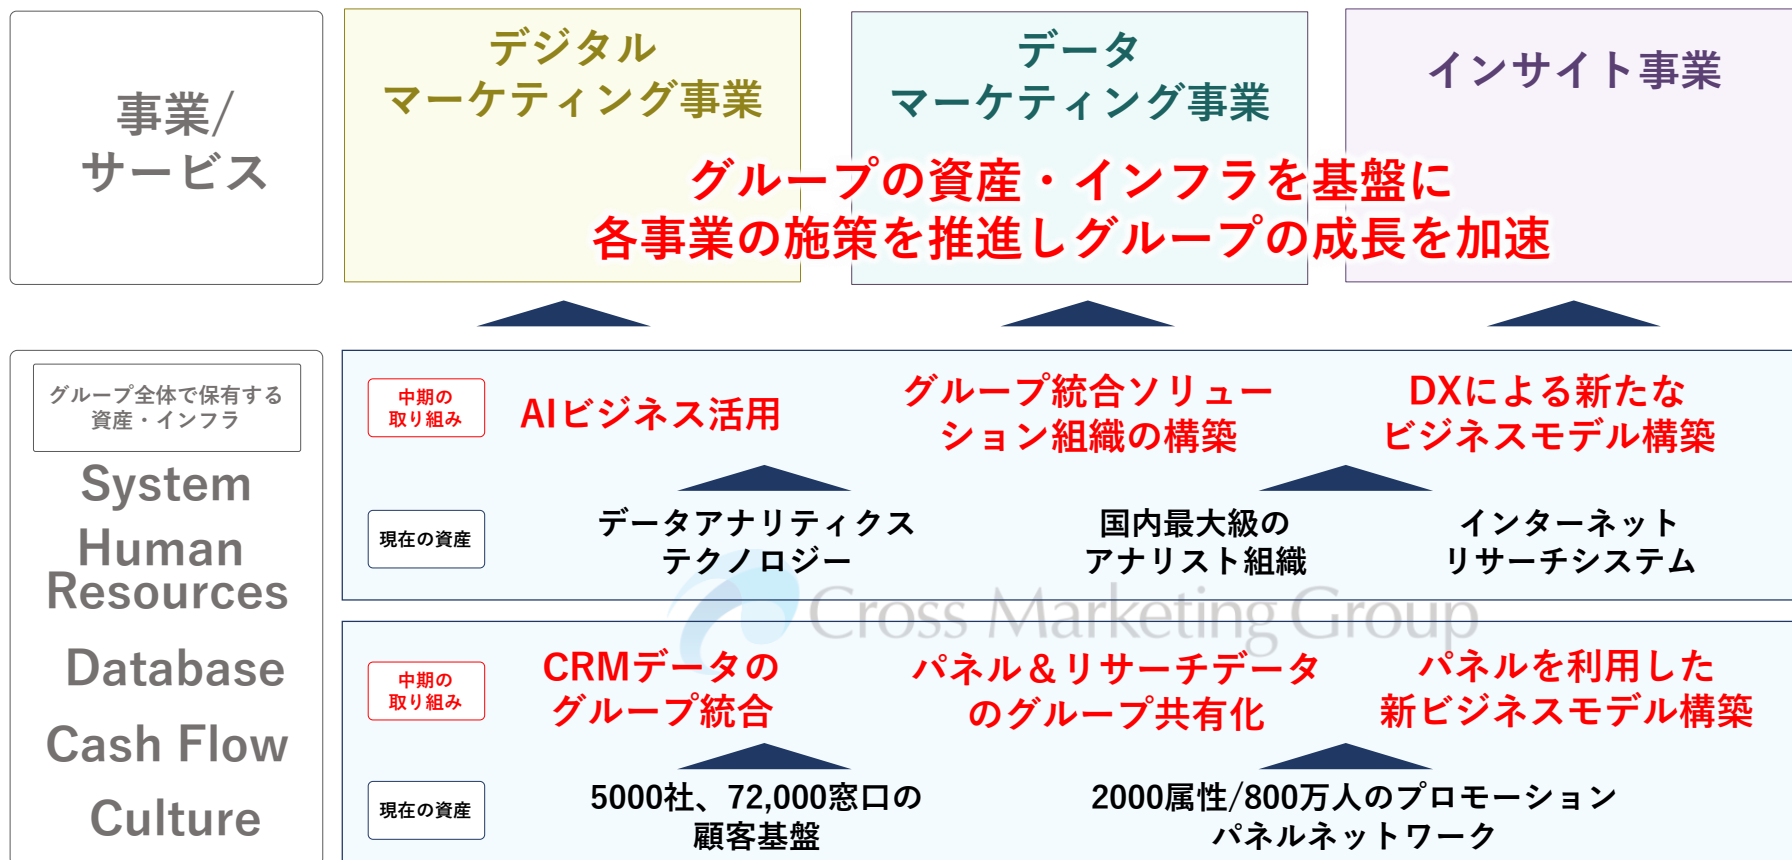 事業/
サービス
デジタル
マーケティング事業
データ
マーケティング事業
インサイト事業
グループの資産・インフラを基盤に
各事業の施策を推進しグループの成長を加速
グループ全体で保有する
資産・インフラ
System
Human
Resources
Database
Cash Flow
Culture
中期の
取り組み
AIビジネス活用
グループ統合ソリュー
ション組織の構築
DXによる新たな
ビジネスモデル構築
現在の資産
データアナリティクス
テクノロジー
国内最大級の
アナリスト組織
インターネット
リサーチシステム
Cross Marketing Group
中期の
取り組み
CRMデータの
グループ統合
パネル＆リサーチデータ
のグループ共有化
パネルを利用した
新ビジネスモデル構築
現在の資産
5000社、72,000窓口の
顧客基盤
2000属性/800万人のプロモーション
パネルネットワーク